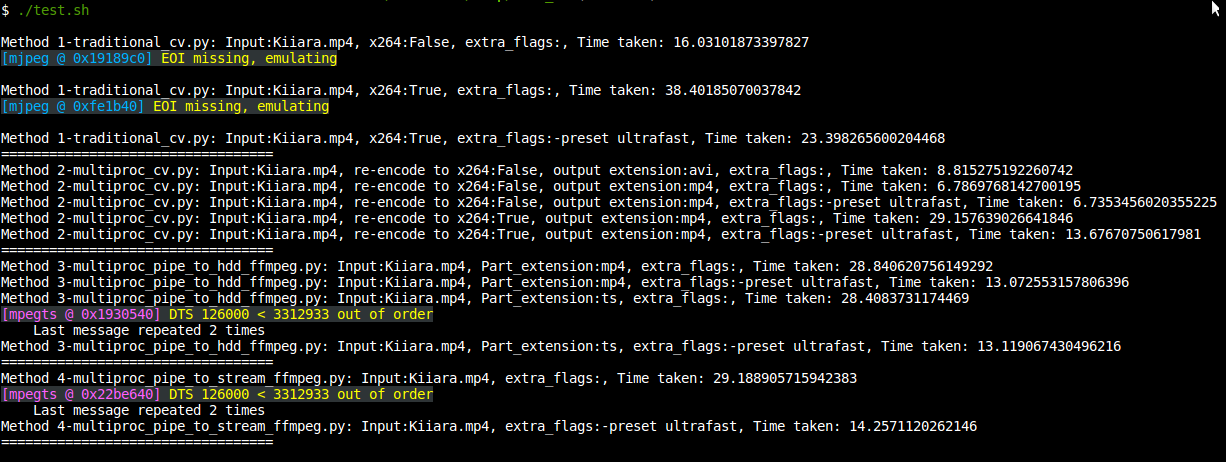 $ ./test.sh
Method 1-traditional_cv.py: Input:Kiiara.mp4, x264:False, extra_flags:, Time taken: 16.03101873397827
[mjpeg @ 0x19189c0] EOI missing, emulating
Method 1-traditional_cv.py: Input:Kiiara.mp4, x264:True, extra_flags:, Time taken: 38.40185070037842
[mjpeg @ 0xfe1b40] EOI missing, emulating
Method 1-traditional_cv.py: Input:Kiiara.mp4, x264:True, extra_flags:-preset ultrafast, Time taken: 23.398265600204468
==================================
Method 2-multiproc_cv.py: Input:Kiiara.mp4, re-encode to x264:False, output extension:avi, extra_flags:, Time taken: 8.815275192260742
Method 2-multiproc_cv.py: Input:Kiiara.mp4, re-encode to x264:False, output extension:mp4, extra_flags:, Time taken: 6.7869768142700195
Method 2-multiproc_cv.py: Input:Kiiara.mp4, re-encode to x264:False, output extension:mp4, extra_flags:-preset ultrafast, Time taken: 6.7353456020355225
Method 2-multiproc_cv.py: Input:Kiiara.mp4, re-encode to x264:True, output extension:mp4, extra_flags:, Time taken: 29.157639026641846
Method 2-multiproc_cv.py: Input:Kiiara.mp4, re-encode to x264:True, output extension:mp4, extra_flags:-preset ultrafast, Time taken: 13.67670750617981
==================================
Method 3-multiproc_pipe_to_hdd_ffmpeg.py: Input:Kiiara.mp4, Part_extension:mp4, extra_flags:, Time taken: 28.840620756149292
Method 3-multiproc_pipe_to_hdd_ffmpeg.py: Input:Kiiara.mp4, Part_extension:mp4, extra_flags:-preset ultrafast, Time taken: 13.072553157806396
Method 3-multiproc_pipe_to_hdd_ffmpeg.py: Input:Kiiara.mp4, Part_extension:ts, extra_flags:, Time taken: 28.4083731174469
[mpegts @ 0x1930540] DTS 126000 < 3312933 out of order
    Last message repeated 2 times
Method 3-multiproc_pipe_to_hdd_ffmpeg.py: Input:Kiiara.mp4, Part_extension:ts, extra_flags:-preset ultrafast, Time taken: 13.119067430496216
==================================
Method 4-multiproc_pipe_to_stream_ffmpeg.py: Input:Kiiara.mp4, extra_flags:, Time taken: 29.188905715942383
[mpegts @ 0x22be640] DTS 126000 < 3312933 out of order
    Last message repeated 2 times
Method 4-multiproc_pipe_to_stream_ffmpeg.py: Input:Kiiara.mp4, extra_flags:-preset ultrafast, Time taken: 14.2571120262146
==================================